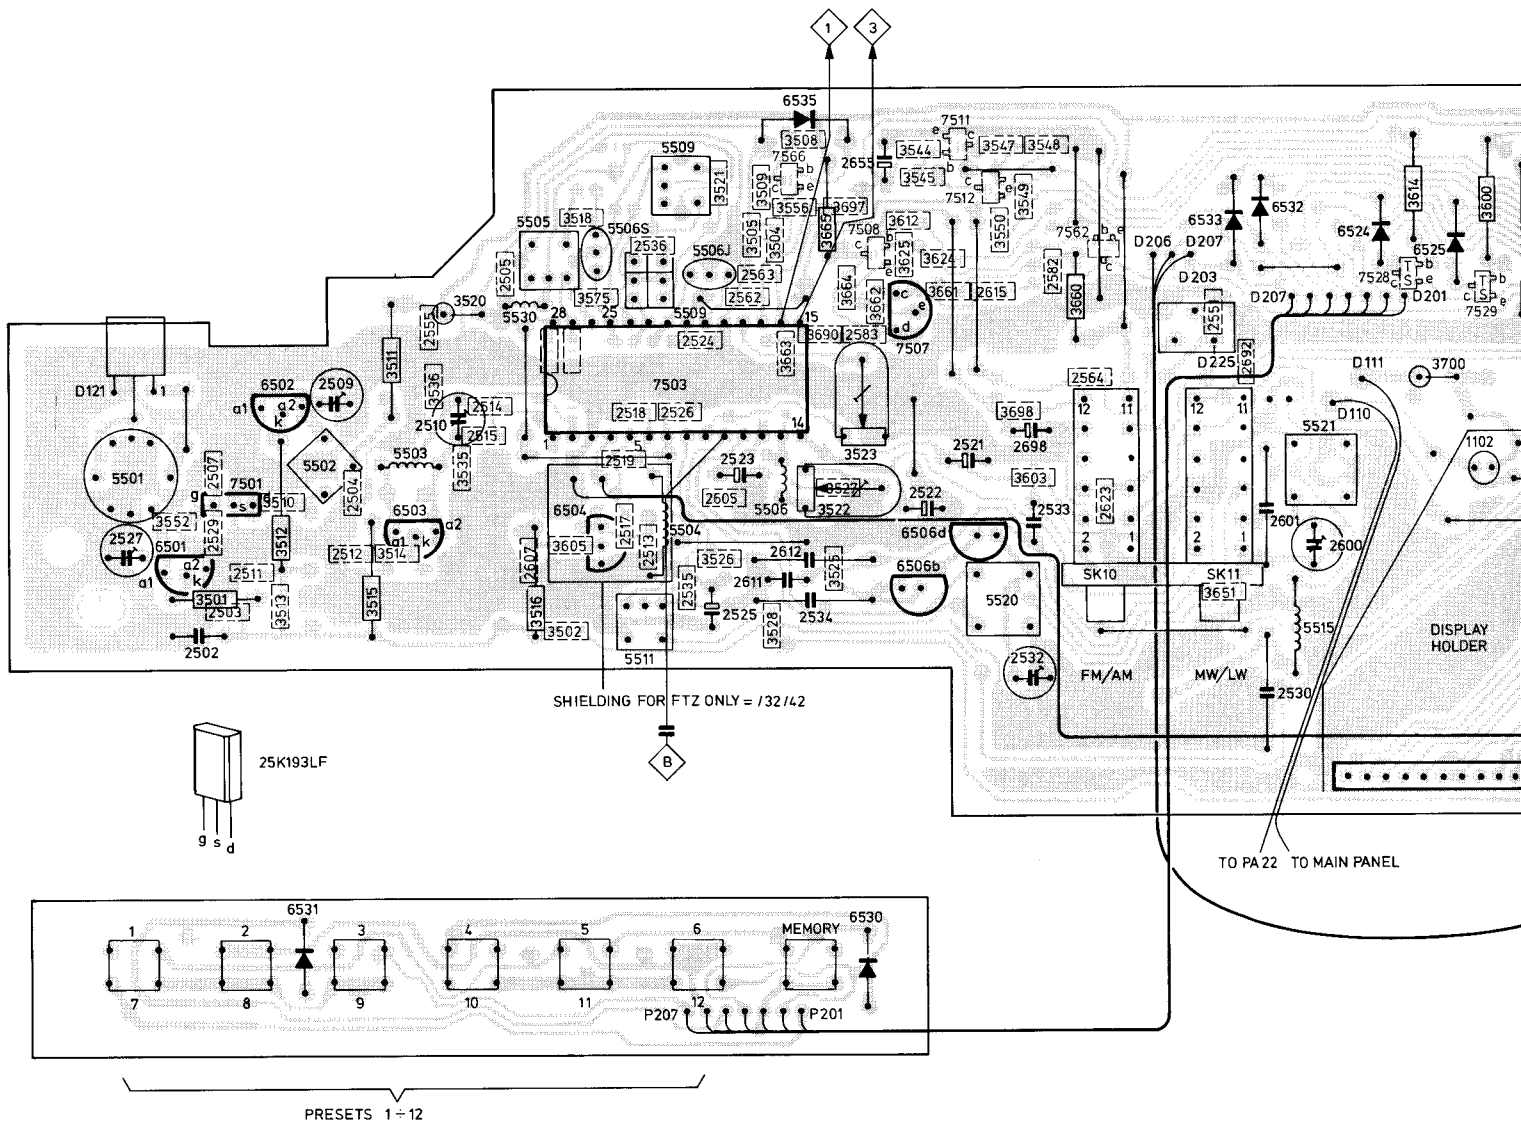 1
3
6535
3508
7566
5509
3521
3509
b
e
c
3556
3697
3665
2655
e
7511
c
b
3544
3545
3547
3548
c
7512
b
e
3549
3550
3612
5505
3518
5506S
2536
5506J
3505
3504
2563
2562
7508
c
b
e
3625
3624
3664
3662
3661
2615
c
e
d
7507
7562
b
e
c
2582
3660
D206
D207
6533
6532
D203
6524
3614
6525
3600
7528
T
S
b
c
e
T
S
b
c
e
7529
D207
D201
2505
3575
5530
3520
2555
28
25
5509
15
2524
3663
3690
2583
3511
D225
2692
D111
3700
D110
D121
1
6502
a1
a2
k
2509
3536
2514
2510
2515
3535
7503
2518
2526
1
5
14
2564
12
11
12
11
3523
3698
2698
5521
1102
5501
2507
g
7501
s
3510
5502
2504
5503
2519
2523
2605
5506
3522
2521
2522
3603
2533
2623
2601
2600
3552
2529
2527
6501
a1
a2
k
2511
3501
2503
2502
3512
3513
2512
3514
6503
a1
k
a2
3515
2607
3516
3502
6504
3605
2517
2513
5504
3526
2535
2525
2612
2611
2534
3525
3528
5511
6506d
6506b
5520
2532
2
1
2
1
SK10
SK11
3651
5515
DISPLAY
HOLDER
FM/AM
MW/LW
2530
SHIELDING FOR FTZ ONLY = /32/42
B
25K193LF
g
s
d
TO PA 22
TO MAIN PANEL
1
2
6531
3
4
5
6
MEMORY
6530
7
8
9
10
11
12
P207
P201
PRESETS 1÷12